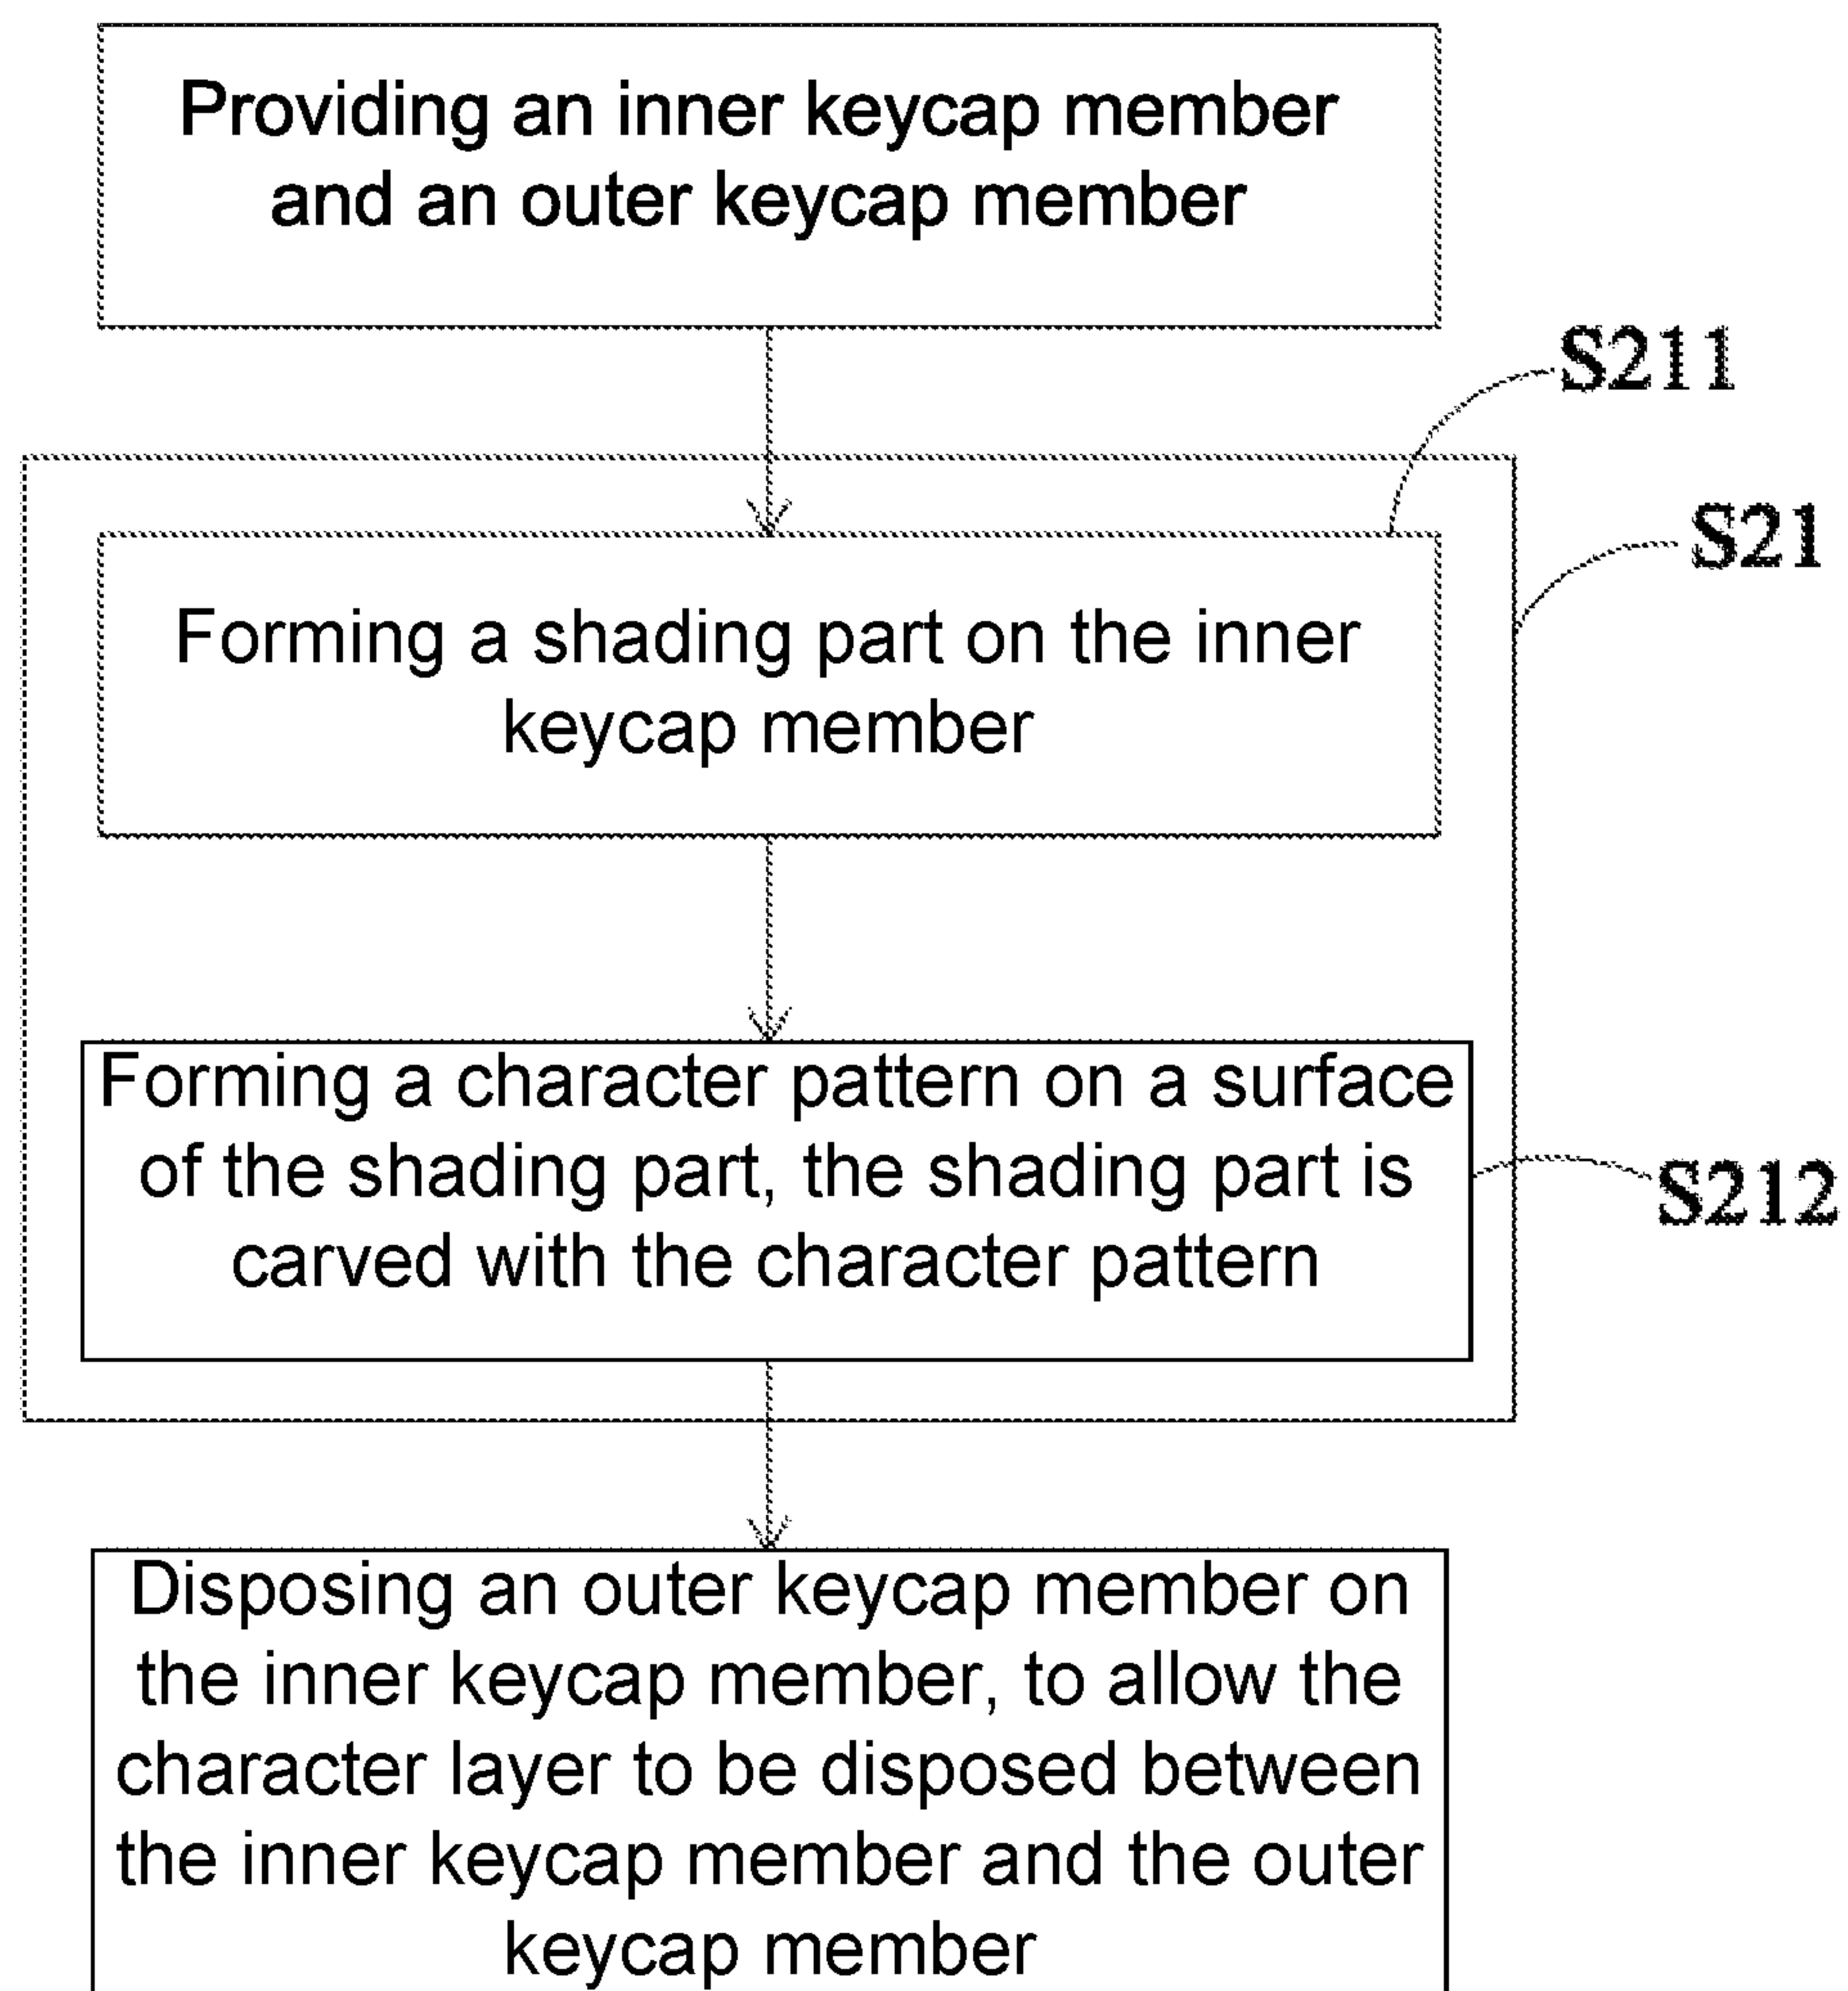 Providing an inner keycap member
and an outer keycap member
S211
S21
Forming a shading part on the inner
keycap member
Forming a character pattern on a surface
of the shading part, the shading part is
carved with the character pattern
S212
Disposing an outer keycap member on
the inner keycap member, to allow the
character layer to be disposed between
the inner keycap member and the outer
keycap member